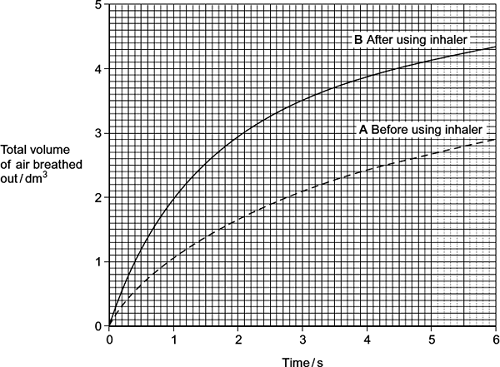 5
B After using inhaler
4
A Before using inhaler
3
Total volume
of air breathed
out / dm³
2
1
0
0 1 2 3 4 5 6
Time / s